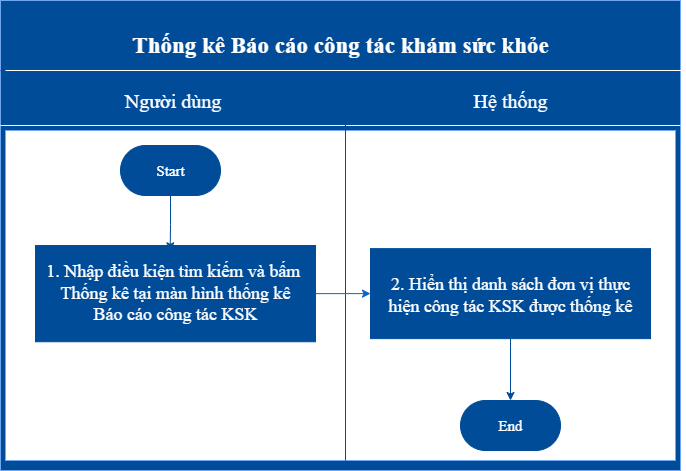 Thống kê Báo cáo công tác khám sức khỏe
Người dùng
Hệ thống
Start
1. Nhập điều kiện tìm kiếm và bấm
Thống kê tại màn hình thống kê
Báo cáo công tác KSK
2. Hiển thị danh sách đơn vị thực
hiện công tác KSK được thống kê
End